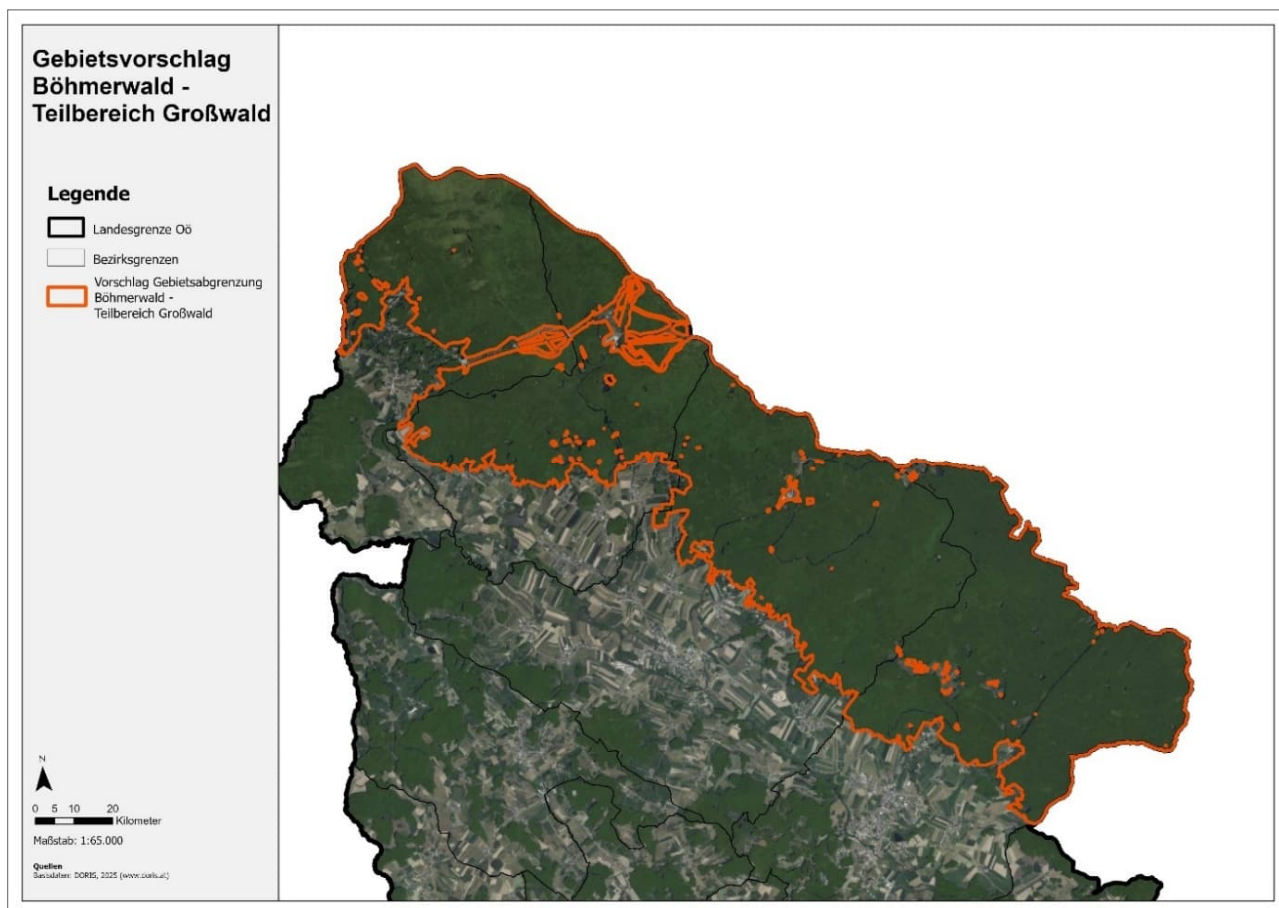 Gebietsvorschlag
Böhmerwald -
Teilbereich Großwald
Legende
Landesgrenze Oö
Bezirksgrenzen
Vorschlag Gebietsabgrenzung
Böhmerwald -
Teilbereich Großwald
N
0 5 10 20
Kilometer
Maßstab: 1:65.000
Quellen
Basisdaten: DORIS, 2025 (www.doris.at)